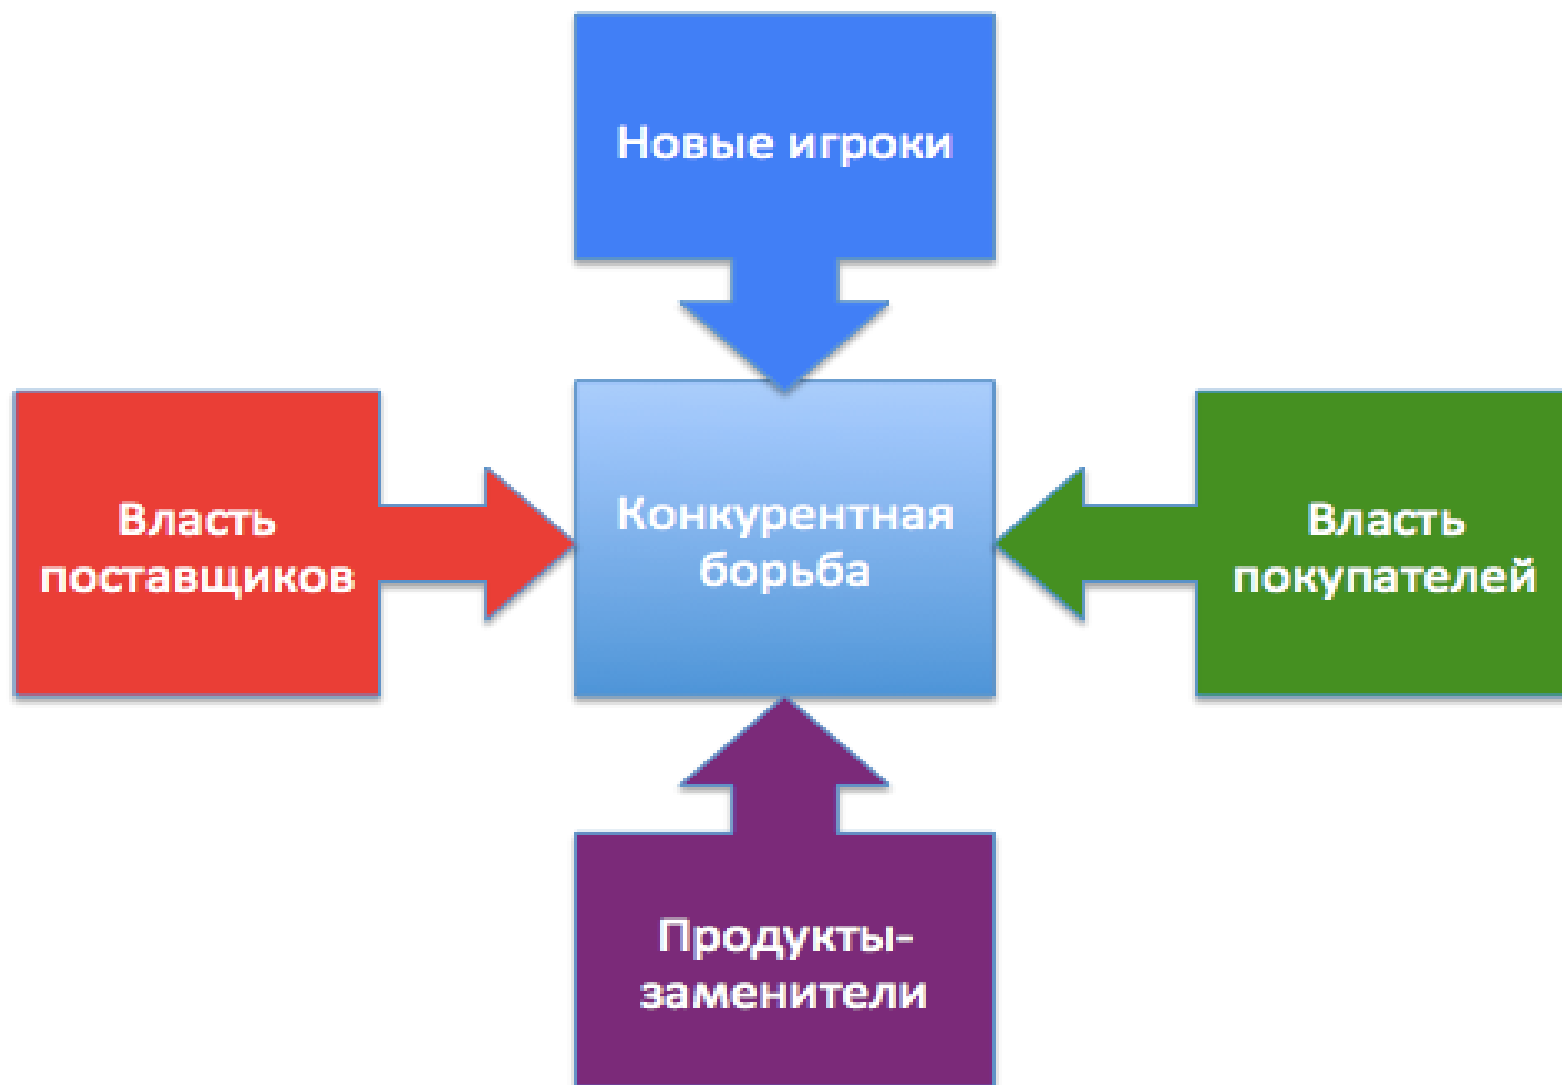 Новые игроки
Власть
поставщиков
Конкурентная
борьба
Власть
покупателей
Продукты-
заменители